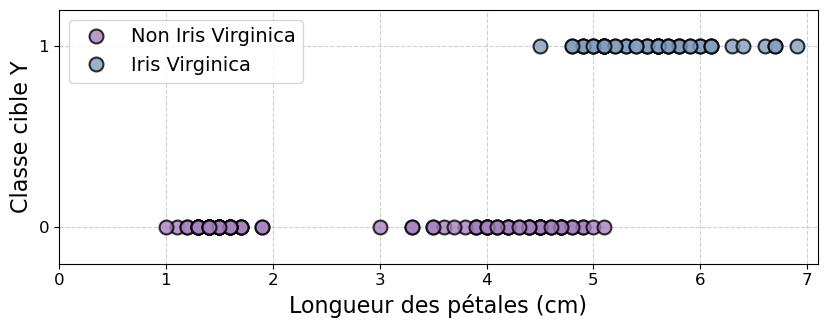 Non Iris Virginica
Iris Virginica
Classe cible Y
1
0
0 1 2 3 4 5 6 7
Longueur des pétales (cm)